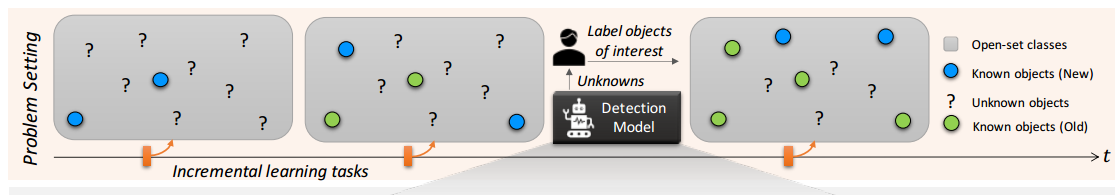 Problem Setting
? ? ? ? ? ? ? ?
? ? ? ? ? ?
Label objects
of interest
Unknowns
Detection
Model
? ? ? ? ?
Open-set classes
Known objects (New)
? Unknown objects
Known objects (Old)
Incremental learning tasks
t